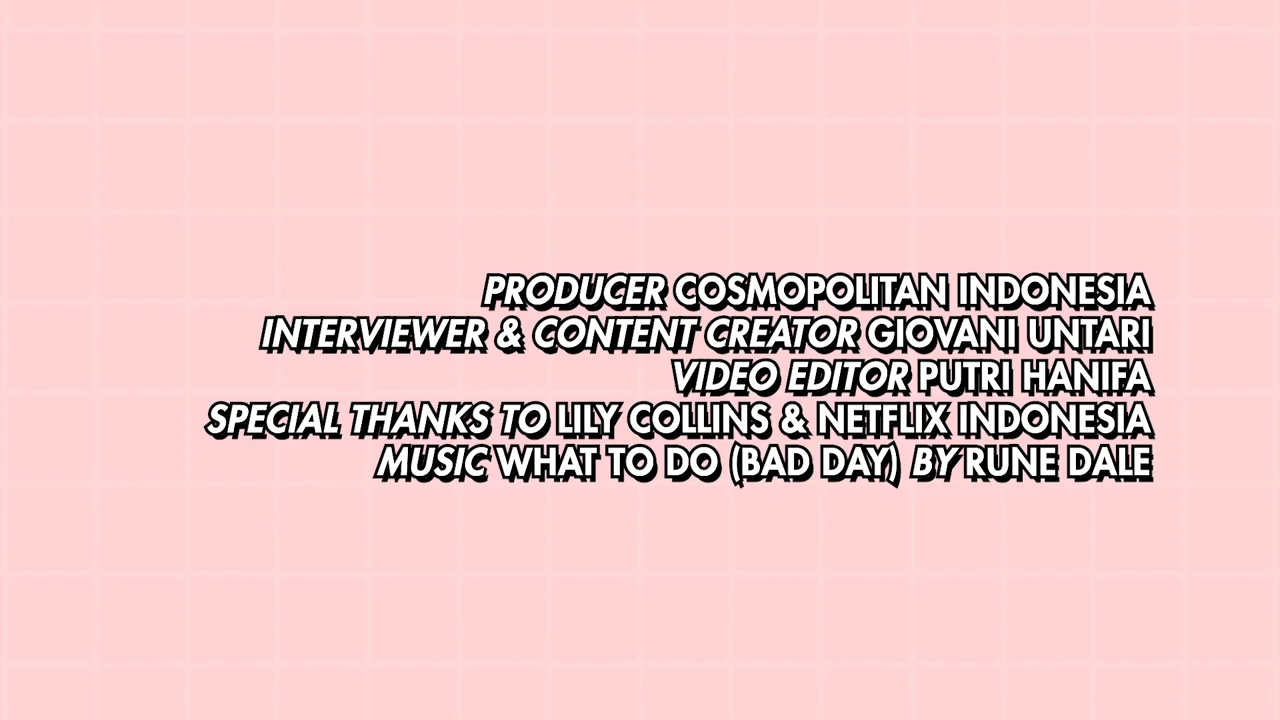 PRODUCER COSMOPOLITAN INDONESIA
INTERVIEWER & CONTENT CREATOR GIOVANI UNTARI
VIDEO EDITOR PUTRI HANIFA
SPECIAL THANKS TO LILY COLLINS & NETFLIX INDONESIA
MUSIC WHAT TO DO (BAD DAY) BY RUNE DALE